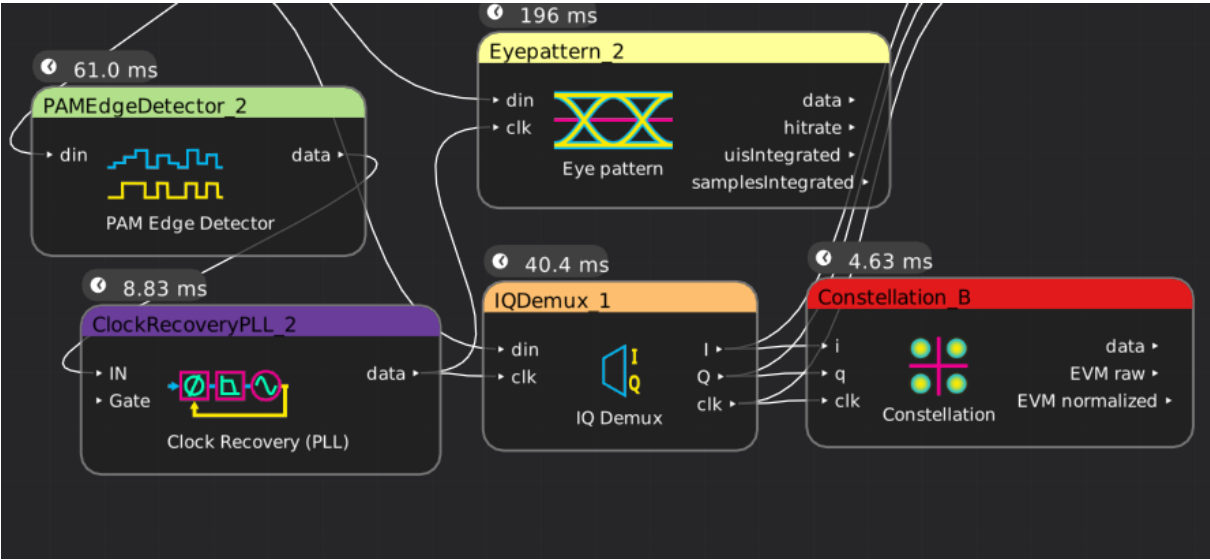 196 ms
Eyepattern_2
din
clk
Eye pattern
data
hitrate
uisIntegrated
samplesIntegrated
61.0 ms
PAMEdgeDetector_2
din
data
PAM Edge Detector
8.83 ms
ClockRecoveryPLL_2
IN
Gate
data
Clock Recovery (PLL)
40.4 ms
IQDemux_1
din
clk
I
Q
IQ Demux
I
Q
clk
4.63 ms
Constellation_B
i
q
clk
Constellation
data
EVM raw
EVM normalized